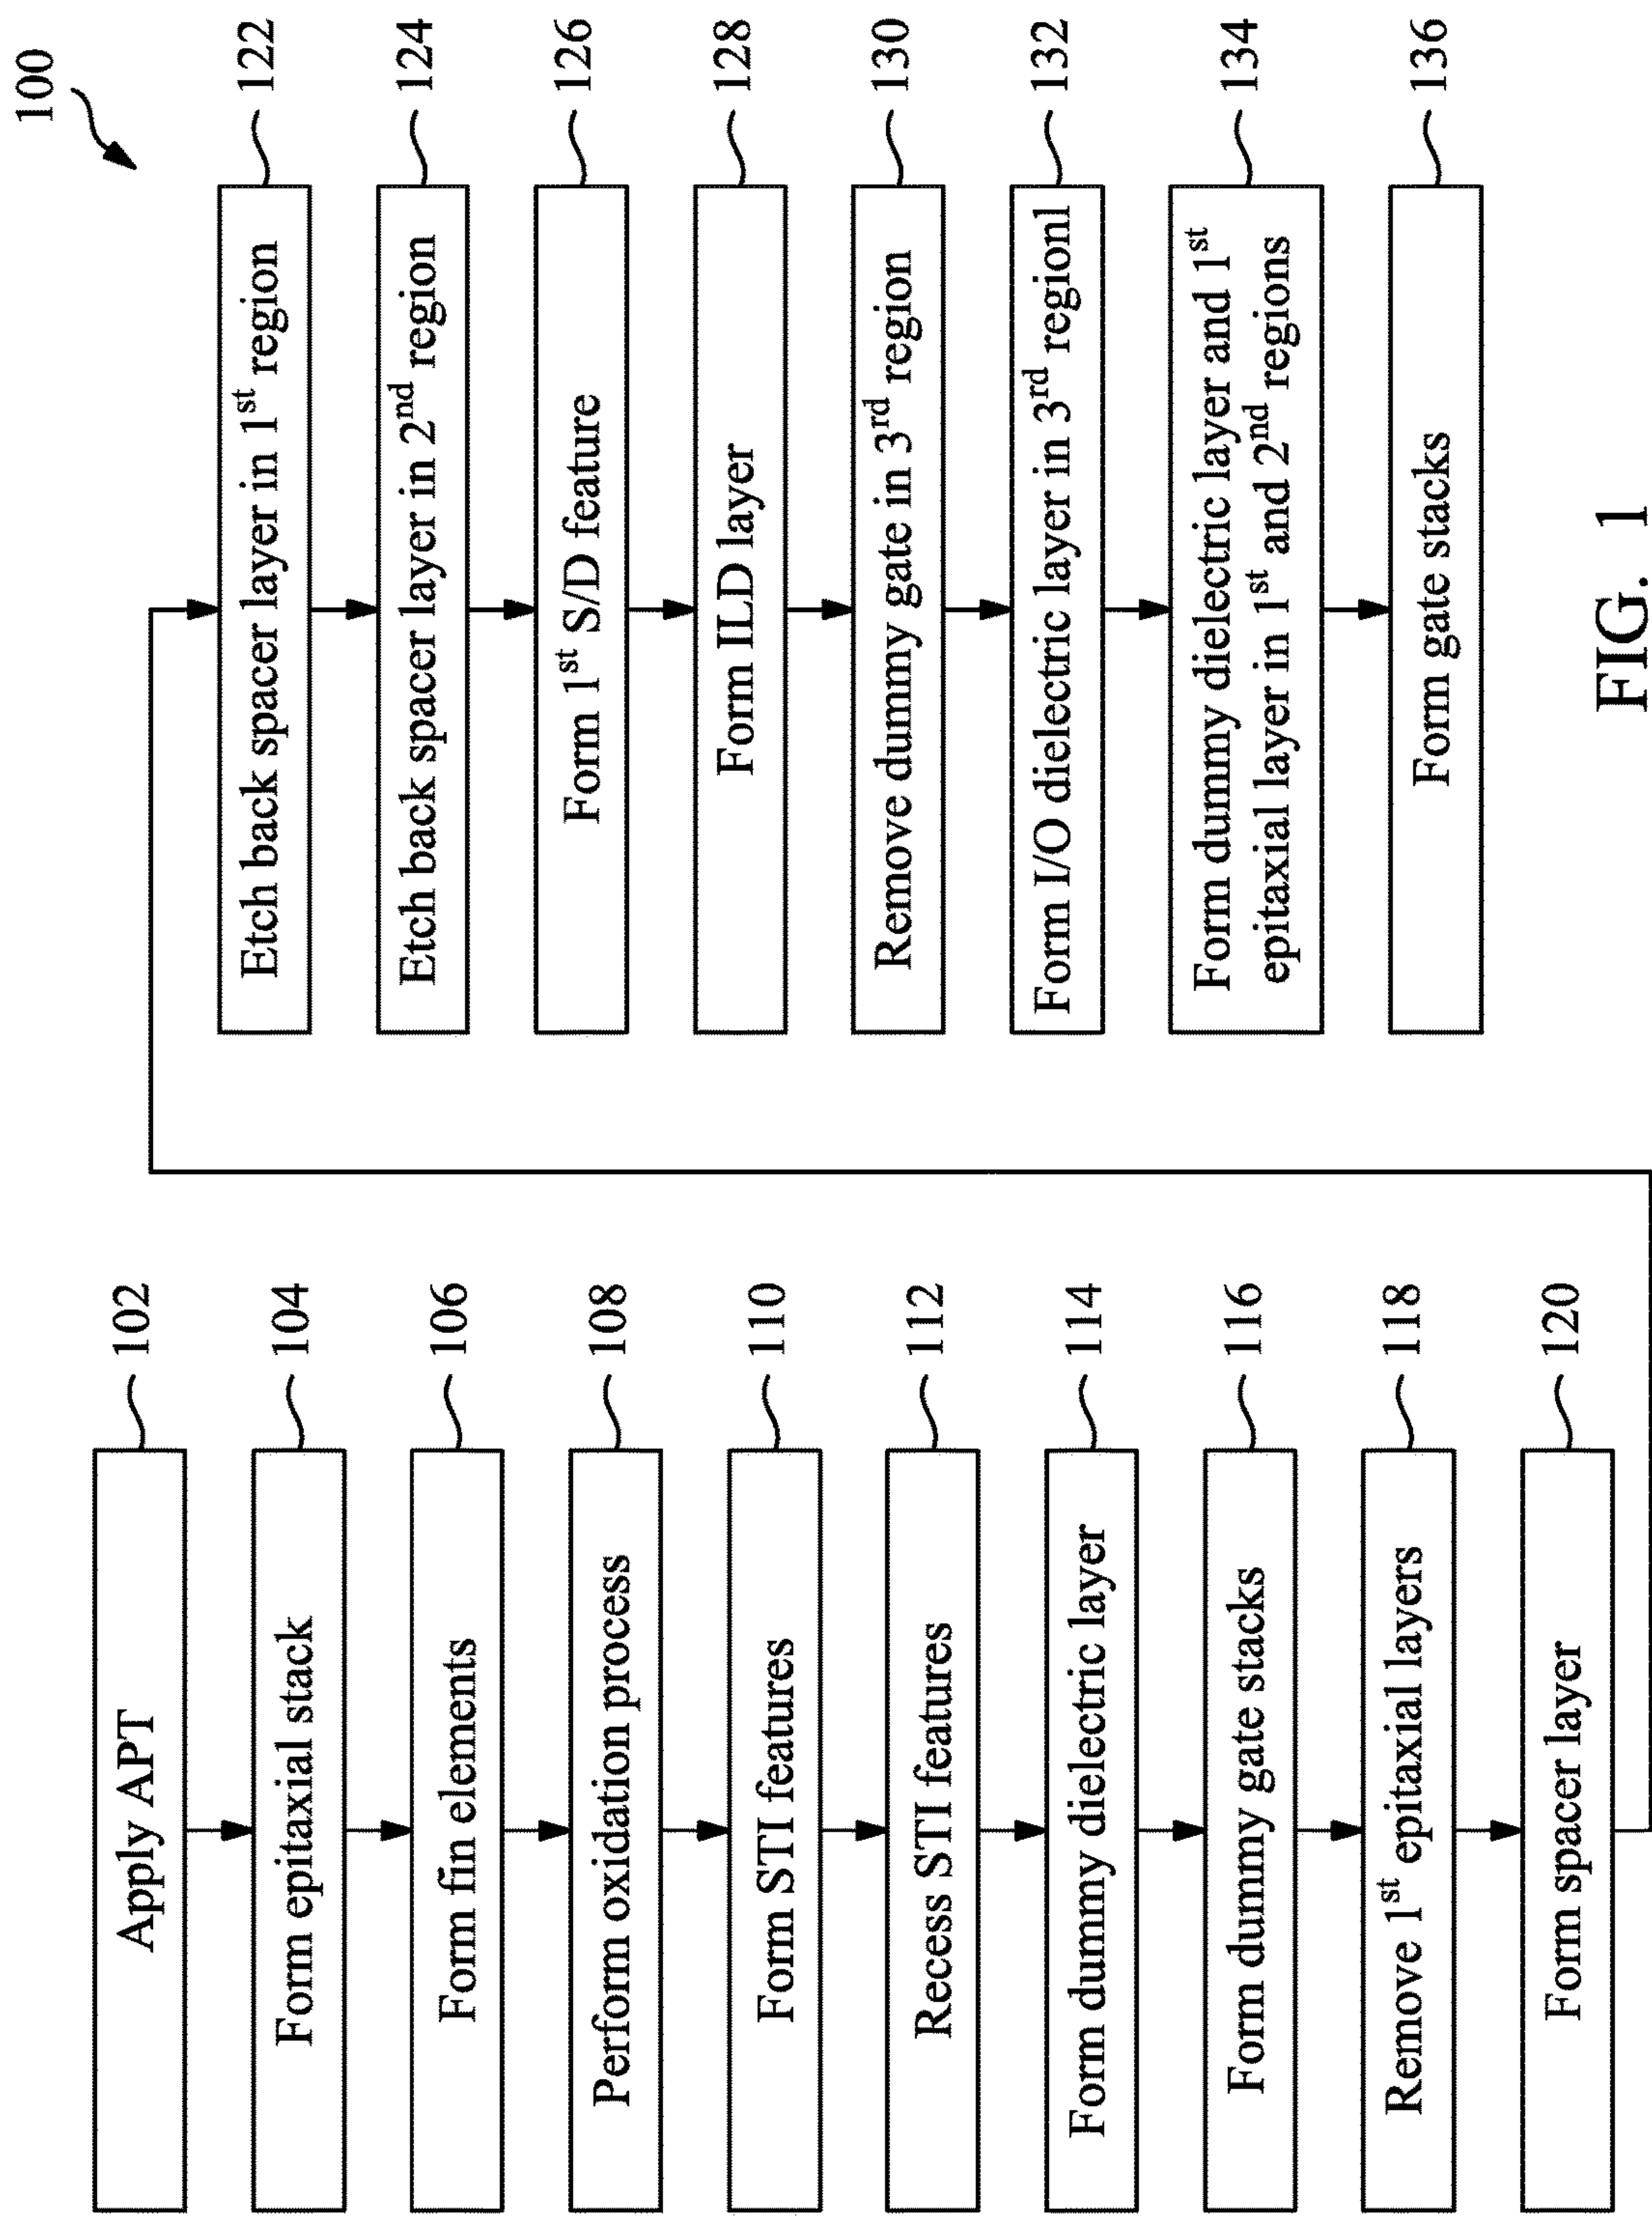 100
Apply APT
102
Form epitaxial stack
104
Form fin elements
106
Perform oxidation process
108
Form STI features
110
Recess STI features
112
Form dummy dielectric layer
114
Form dummy gate stacks
116
Remove 1st epitaxial layers
118
Form spacer layer
120
Etch back spacer layer in 1st region
122
Etch back spacer layer in 2nd region
124
Form 1st S/D feature
126
Form ILD layer
128
Remove dummy gate in 3rd region
130
Form I/O dielectric layer in 3rd regionl
132
Form dummy dielectric layer and 1st
epitaxial layer in 1st and 2nd regions
134
Form gate stacks
136
FIG. 1